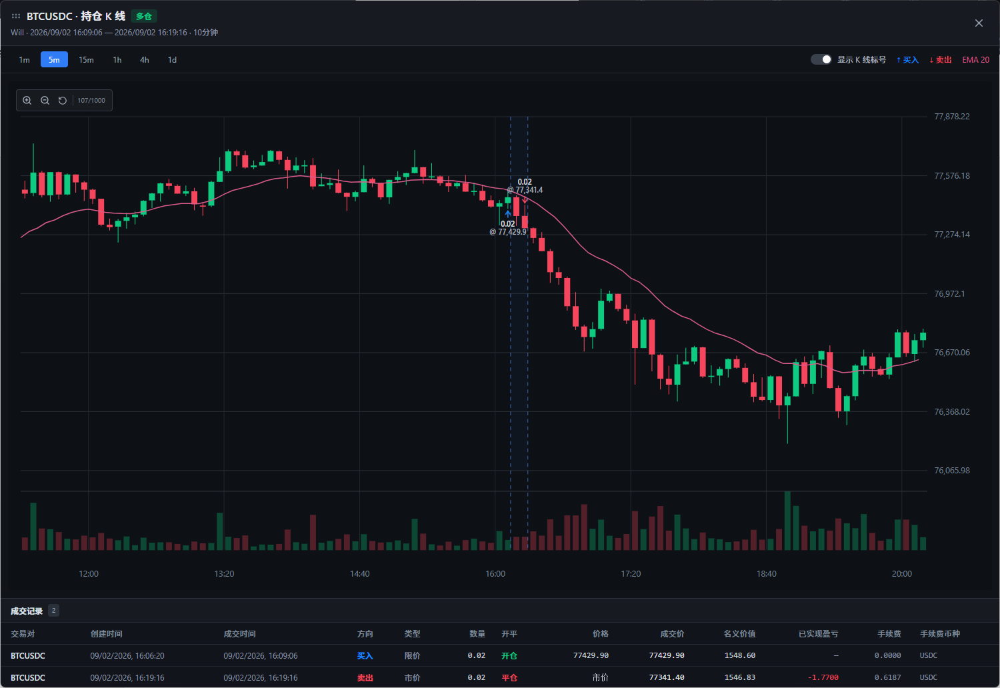 BTCUSDC · 持仓 K 线 多仓
Will · 2026/09/02 16:09:06 — 2026/09/02 16:19:16 · 10分钟
1m 5m 15m 1h 4h 1d 显示 K 线标号 ↑ 买入 ↓ 卖出 EMA 20
107/1000
77,878.22
77,576.18
0.02
@ 77,341.4
0.02
@ 77,429.9
77,274.14
76,972.1
76,670.06
76,368.02
76,065.98
12:00 13:20 14:40 16:00 17:20 18:40 20:00
成交记录 2
交易对 创建时间 成交时间 方向 类型 数量 开平 价格 成交价 名义价值 已实现盈亏 手续费 手续费币种
BTCUSDC 09/02/2026, 16:06:20 09/02/2026, 16:09:06 买入 限价 0.02 开仓 77429.90 77429.90 1548.60 — 0.0000 USDC
BTCUSDC 09/02/2026, 16:19:16 09/02/2026, 16:19:16 卖出 市价 0.02 平仓 市价 77341.40 1546.83 -1.7700 0.6187 USDC